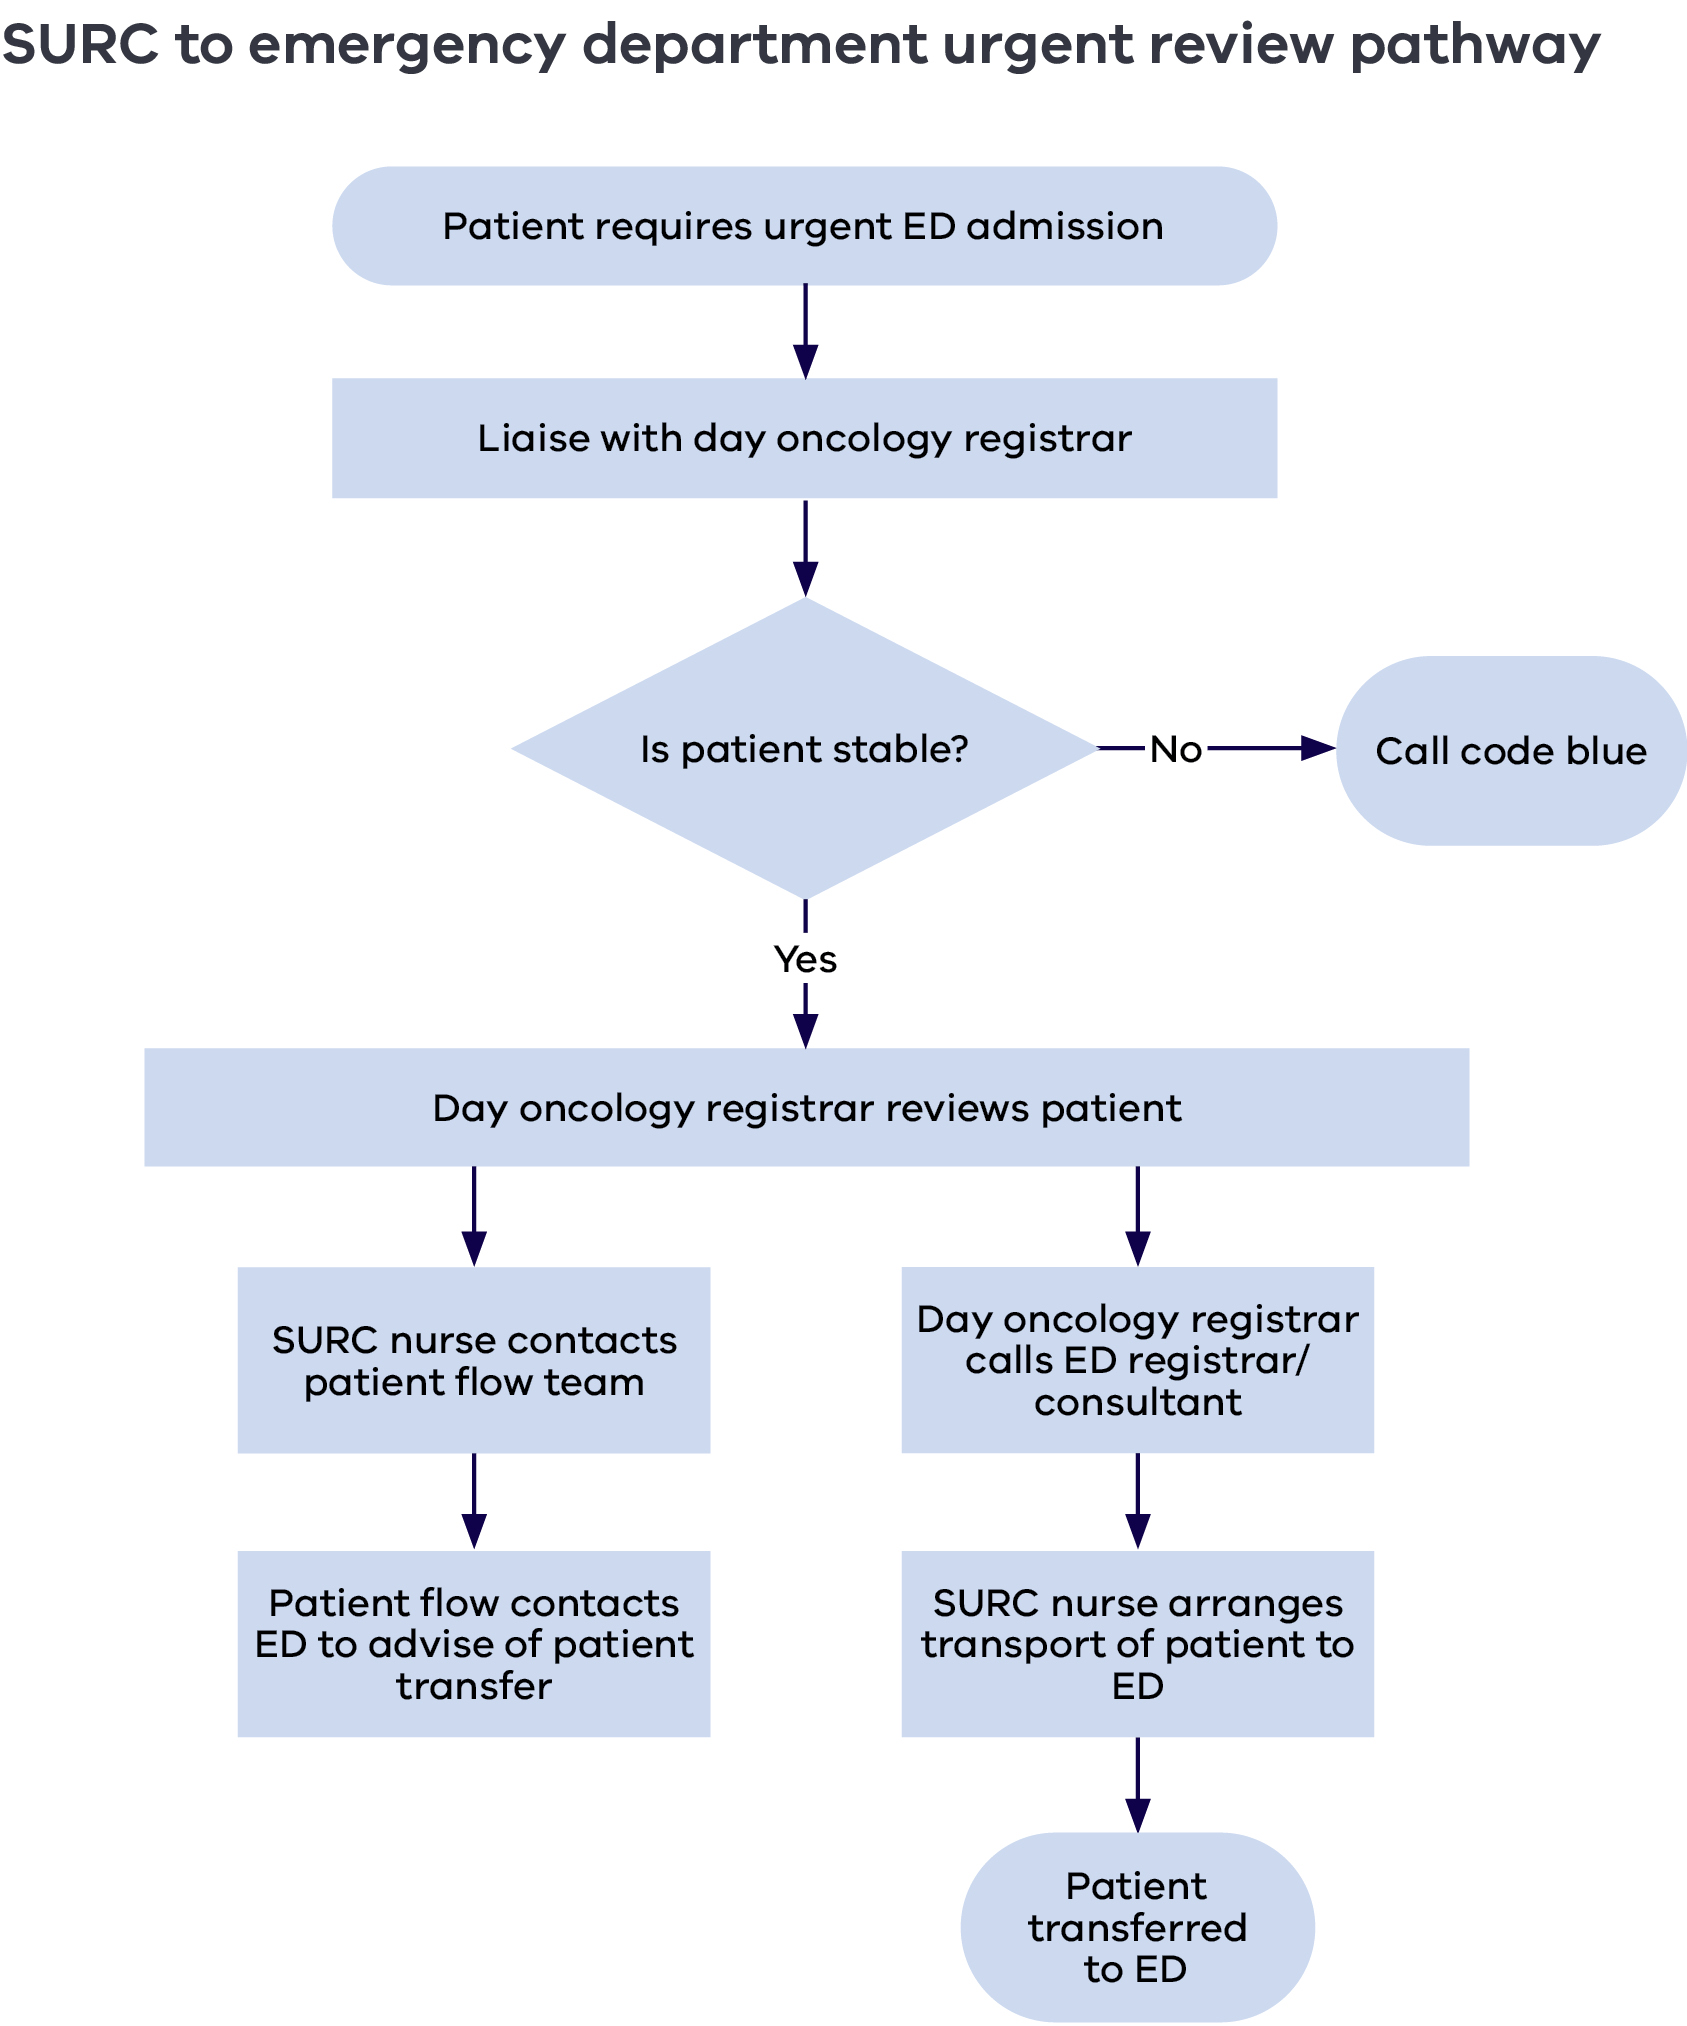 SURC to emergency department urgent review pathway
Patient requires urgent ED admission
Liaise with day oncology registrar
Is patient stable?
No
Call code blue
Yes
Day oncology registrar reviews patient
SURC nurse contacts
patient flow team
Day oncology registrar
calls ED registrar/
consultant
Patient flow contacts
ED to advise of patient
transfer
SURC nurse arranges
transport of patient to
ED
Patient
transferred
to ED